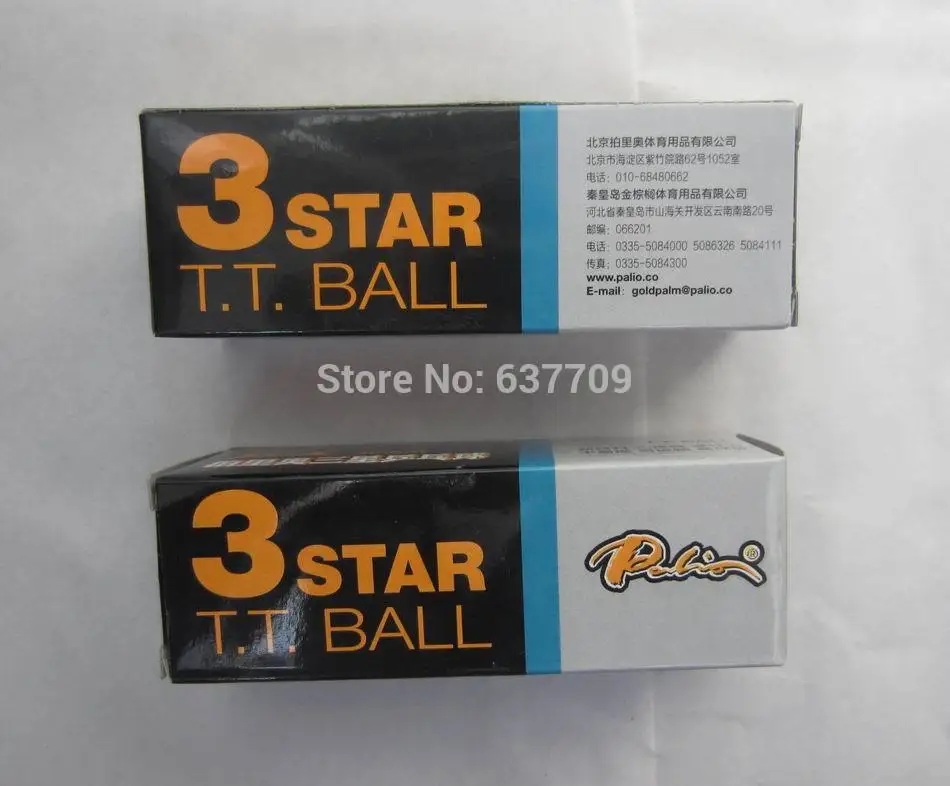 3 STAR
T.T. BALL
北京拍里奥体育用品有限公司
北京市海淀区紫竹院路62号1052室
电话：010-68480662
秦皇岛金棕榈体育用品有限公司
河北省秦皇岛市山海关开发区云南南路20号
邮编：066201
电话：0335-5084000 5086326 5084111
传真：0335-5084300
www.palio.co
E-mail：goldpalm@palio.co
Store No: 637709
3 STAR
T.T. BALL
Palio®